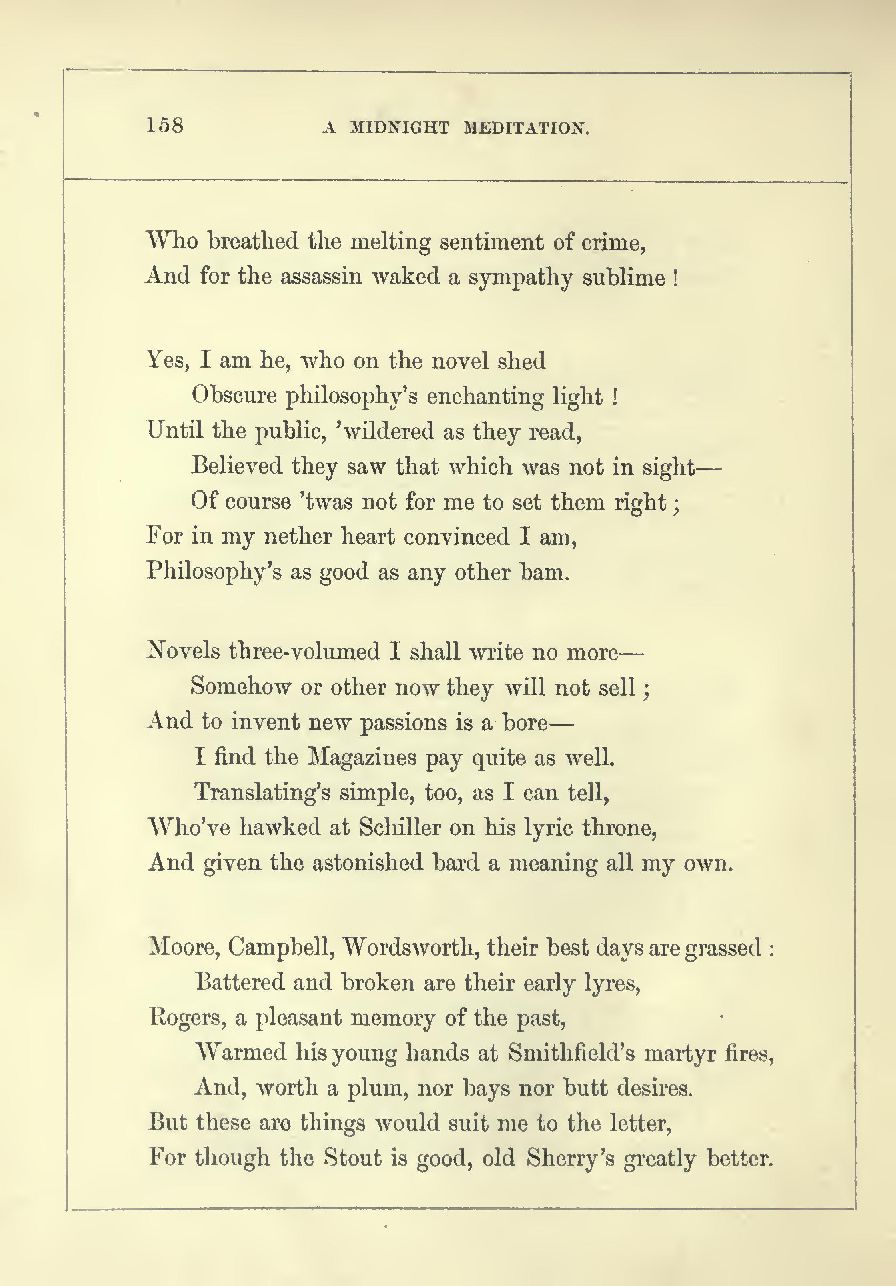 158 A MIDNIGHT MEDITATION.
Who breathed the melting sentiment of crime,
And for the assassin waked a sympathy sublime !
Yes, I am he, who on the novel shed
Obscure philosophy's enchanting light !
Until the public, 'wildered as they read,
Believed they saw that which was not in sight—
Of course 'twas not for me to set them right ;
For in my nether heart convinced I am,
Philosophy's as good as any other bam.
Novels three-volumed I shall write no more—
Somehow or other now they will not sell ;
And to invent new passions is a bore—
I find the Magazines pay quite as well.
Translating's simple, too, as I can tell,
Who've hawked at Schiller on his lyric throne,
And given the astonished bard a meaning all my own.
Moore, Campbell, Wordsworth, their best days are grassed :
Battered and broken are their early lyres,
Rogers, a pleasant memory of the past,
Warmed his young hands at Smithfield's martyr fires,
And, worth a plum, nor bays nor butt desires.
But these are things would suit me to the letter,
For though the Stout is good, old Sherry's greatly better.